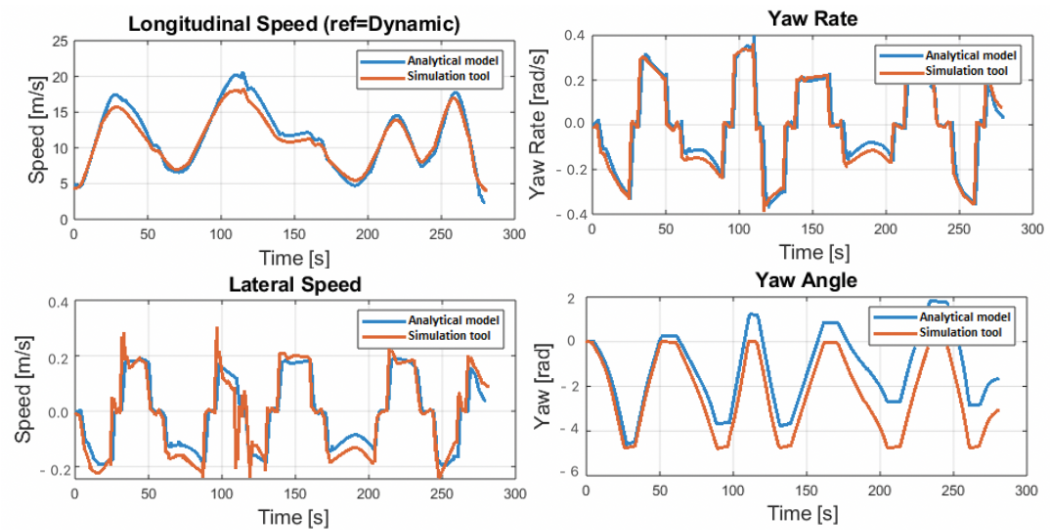 Longitudinal Speed (ref=Dynamic)
25
20
15
10
5
0
Speed [m/s]
Analytical model
Simulation tool
0 50 100 150 200 250 300
Time [s]
Yaw Rate
0.4
0.2
0.0
- 0.2
- 0.4
Yaw Rate [rad/s]
Analytical model
Simulation tool
0 50 100 150 200 250 300
Time [s]
Lateral Speed
0.4
0.2
0.0
- 0.2
Speed [m/s]
Analytical model
Simulation tool
0 50 100 150 200 250 300
Time [s]
Yaw Angle
2
0
- 2
- 4
- 6
Yaw [rad]
Analytical model
Simulation tool
0 50 100 150 200 250 300
Time [s]